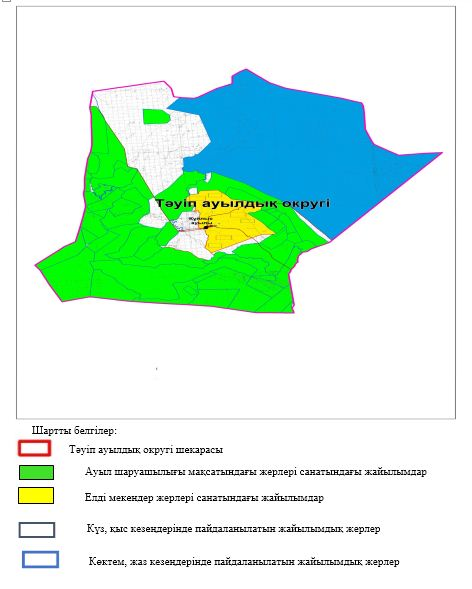 Тәуіп ауылдық округі
Шартты белгілер:
Тәуіп ауылдық округі шекарасы
Ауыл шаруашылығы мақсатындағы жерлері санатындағы жайылымдар
Елді мекендер жерлері санатындағы жайылымдар
Күз, қыс кезеңдерінде пайдаланылатын жайылымдық жерлер
Көктем, жаз кезеңдерінде пайдаланылатын жайылымдық жерлер